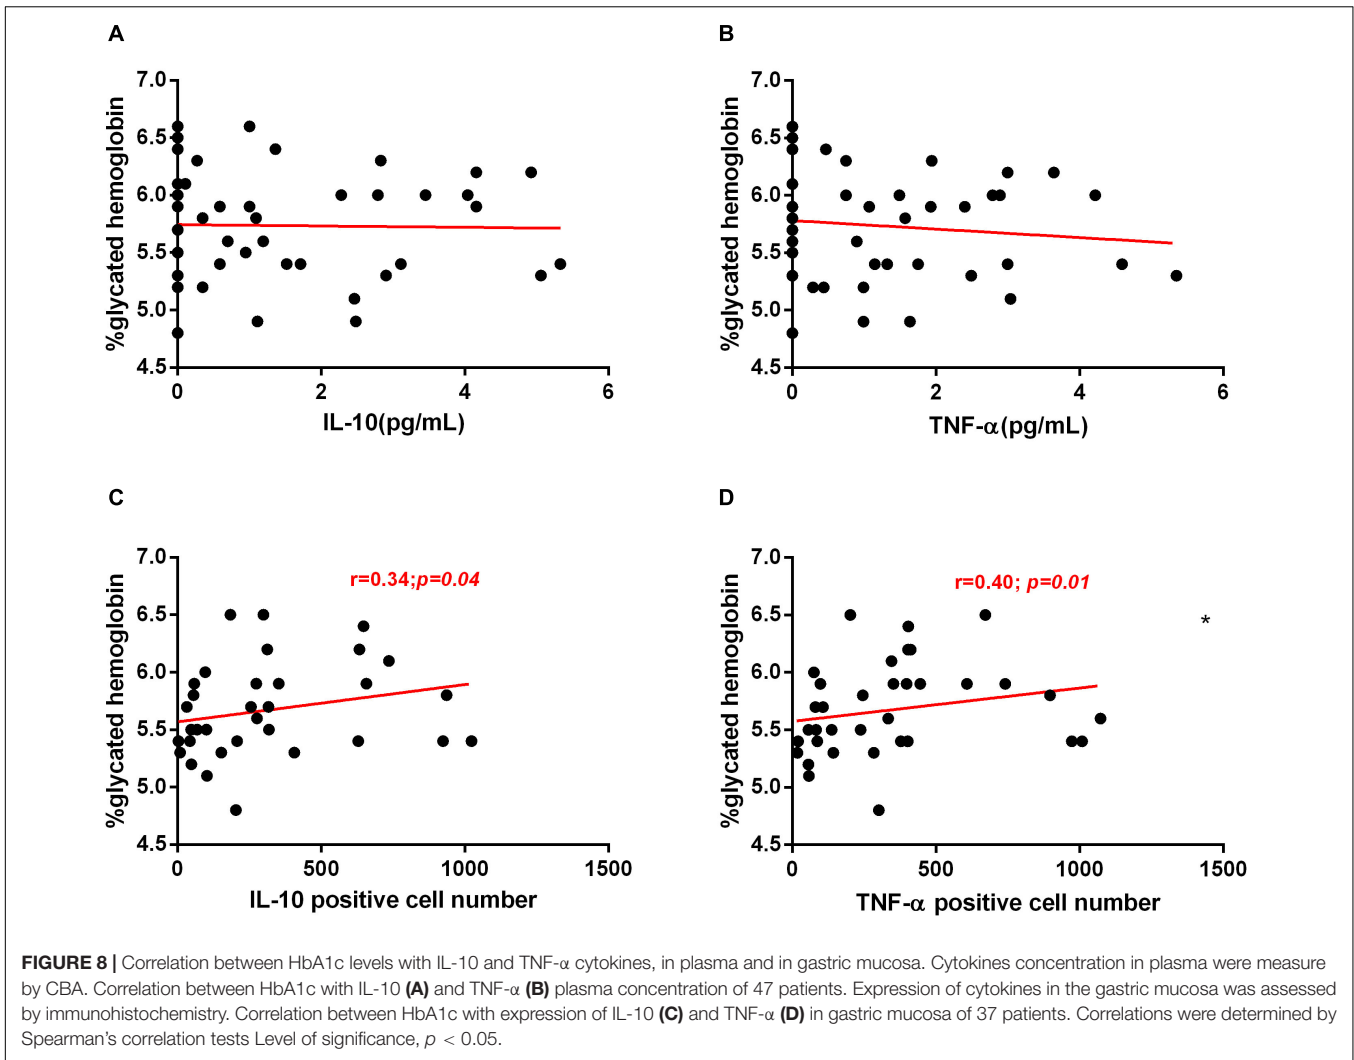 A
%glycated hemoglobin
7.0
6.5
6.0
5.5
5.0
4.5
0 2 4 6
IL-10(pg/mL)
B
%glycated hemoglobin
7.0
6.5
6.0
5.5
5.0
4.5
0 2 4 6
TNF-α(pg/mL)
C
%glycated hemoglobin
7.0
6.5
6.0
5.5
5.0
4.5
r=0.34;p=0.04
0 500 1000 1500
IL-10 positive cell number
D
%glycated hemoglobin
7.0
6.5
6.0
5.5
5.0
4.5
r=0.40; p=0.01
*
0 500 1000 1500
TNF-α positive cell number
FIGURE 8 | Correlation between HbA1c levels with IL-10 and TNF-α cytokines, in plasma and in gastric mucosa. Cytokines concentration in plasma were measure
by CBA. Correlation between HbA1c with IL-10 (A) and TNF-α (B) plasma concentration of 47 patients. Expression of cytokines in the gastric mucosa was assessed
by immunohistochemistry. Correlation between HbA1c with expression of IL-10 (C) and TNF-α (D) in gastric mucosa of 37 patients. Correlations were determined by
Spearman's correlation tests Level of significance, p < 0.05.